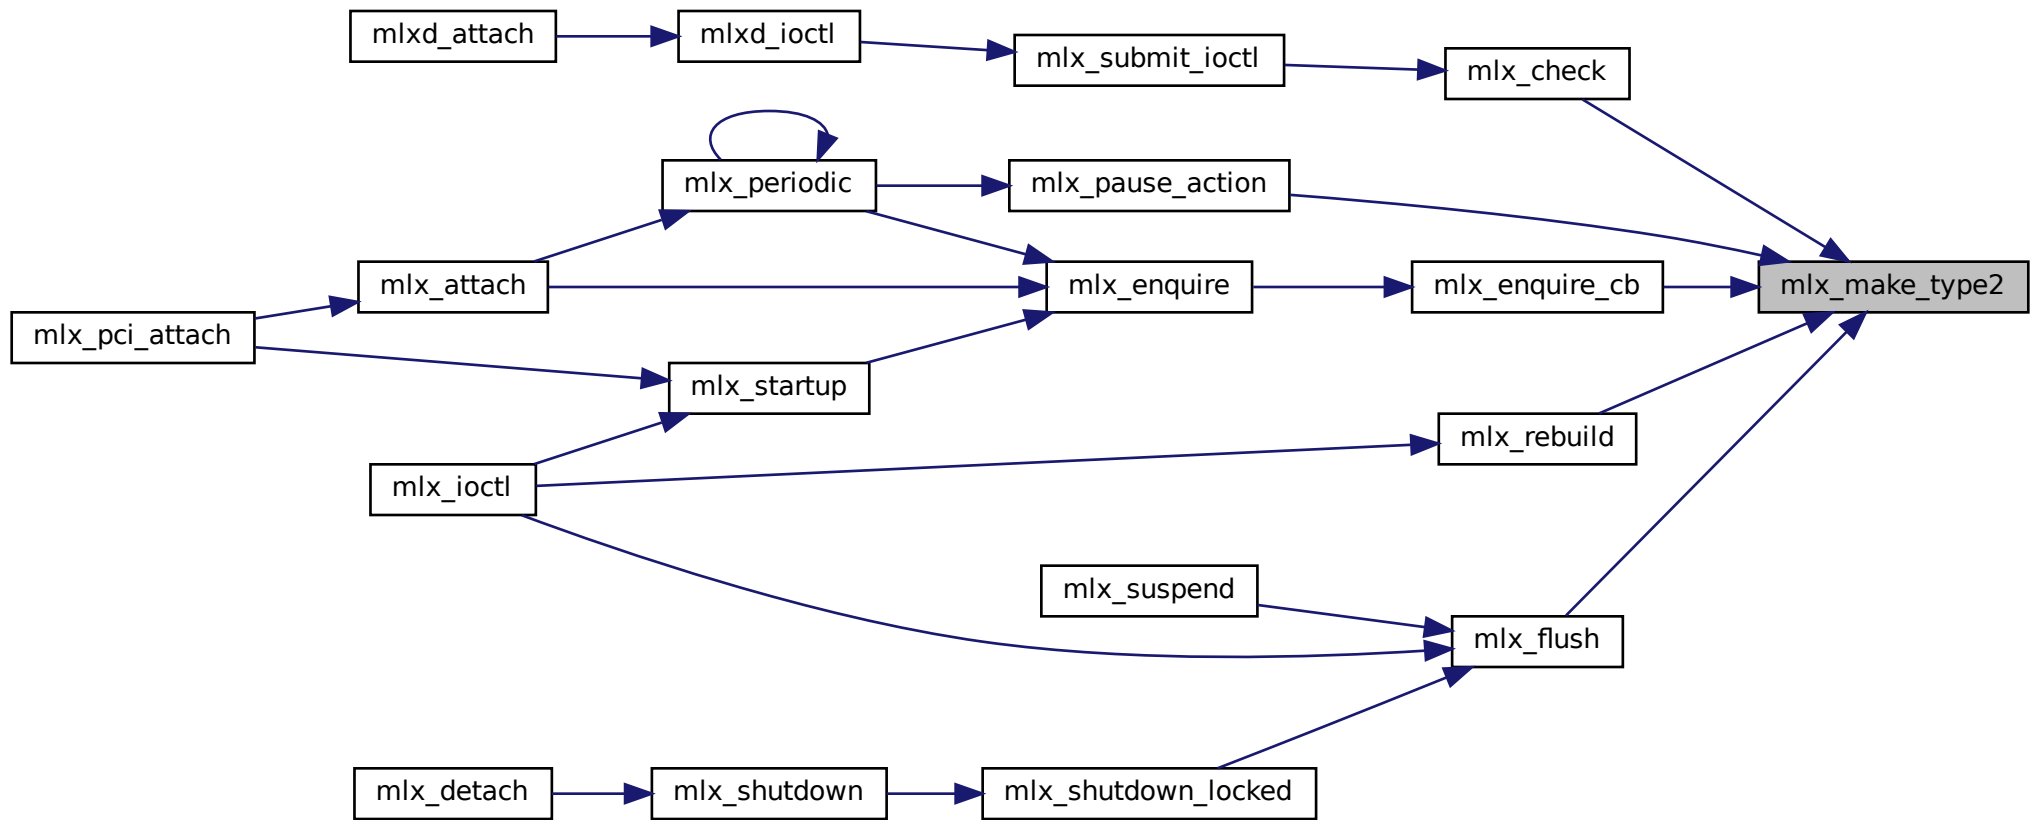 mlxd_attach
mlxd_ioctl
mlx_submit_ioctl
mlx_check
mlx_periodic
mlx_pause_action
mlx_attach
mlx_enquire
mlx_enquire_cb
mlx_make_type2
mlx_pci_attach
mlx_startup
mlx_rebuild
mlx_ioctl
mlx_suspend
mlx_flush
mlx_detach
mlx_shutdown
mlx_shutdown_locked